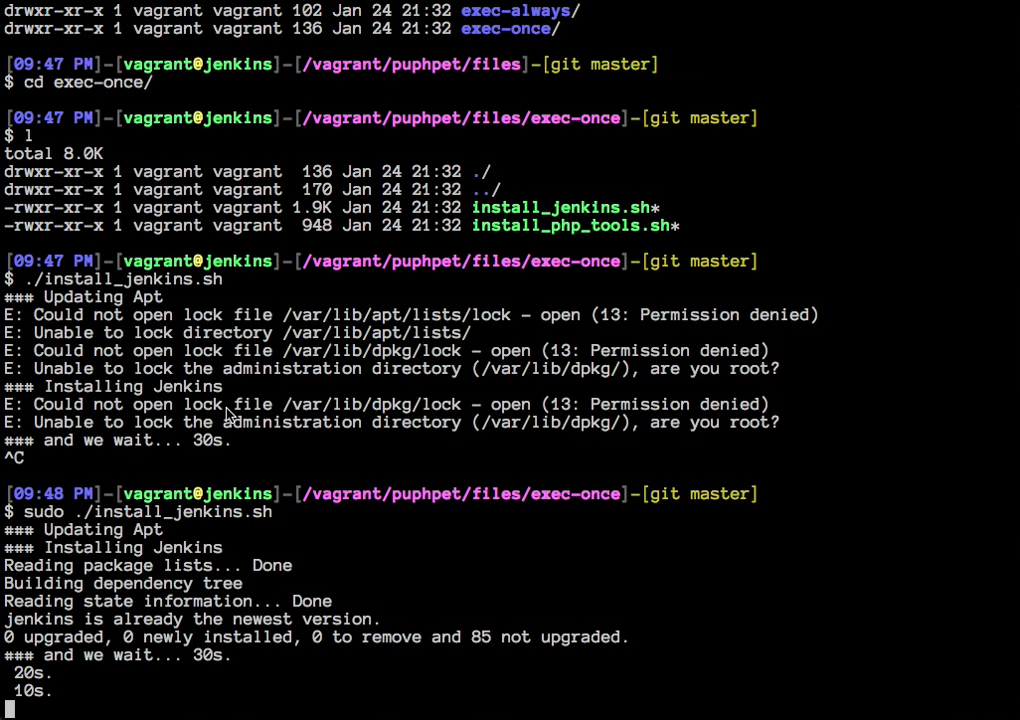 drwxr-xr-x 1 vagrant vagrant 102 Jan 24 21:32 exec-always/
drwxr-xr-x 1 vagrant vagrant 136 Jan 24 21:32 exec-once/
[09:47 PM]-[vagrant@jenkins]-[/vagrant/puphpet/files]-[git master]
$ cd exec-once/
[09:47 PM]-[vagrant@jenkins]-[/vagrant/puphpet/files/exec-once]-[git master]
$ l
total 8.0K
drwxr-xr-x 1 vagrant vagrant  136 Jan 24 21:32 ./
drwxr-xr-x 1 vagrant vagrant  170 Jan 24 21:32 ../
-rwxr-xr-x 1 vagrant vagrant 1.9K Jan 24 21:32 install_jenkins.sh*
-rwxr-xr-x 1 vagrant vagrant  948 Jan 24 21:32 install_php_tools.sh*
[09:47 PM]-[vagrant@jenkins]-[/vagrant/puphpet/files/exec-once]-[git master]
$ ./install_jenkins.sh
### Updating Apt
E: Could not open lock file /var/lib/apt/lists/lock - open (13: Permission denied)
E: Unable to lock directory /var/lib/apt/lists/
E: Could not open lock file /var/lib/dpkg/lock - open (13: Permission denied)
E: Unable to lock the administration directory (/var/lib/dpkg/), are you root?
### Installing Jenkins
E: Could not open lock file /var/lib/dpkg/lock - open (13: Permission denied)
E: Unable to lock the administration directory (/var/lib/dpkg/), are you root?
### and we wait... 30s.
^C
[09:48 PM]-[vagrant@jenkins]-[/vagrant/puphpet/files/exec-once]-[git master]
$ sudo ./install_jenkins.sh
### Updating Apt
### Installing Jenkins
Reading package lists... Done
Building dependency tree
Reading state information... Done
jenkins is already the newest version.
0 upgraded, 0 newly installed, 0 to remove and 85 not upgraded.
### and we wait... 30s.
 20s.
 10s.